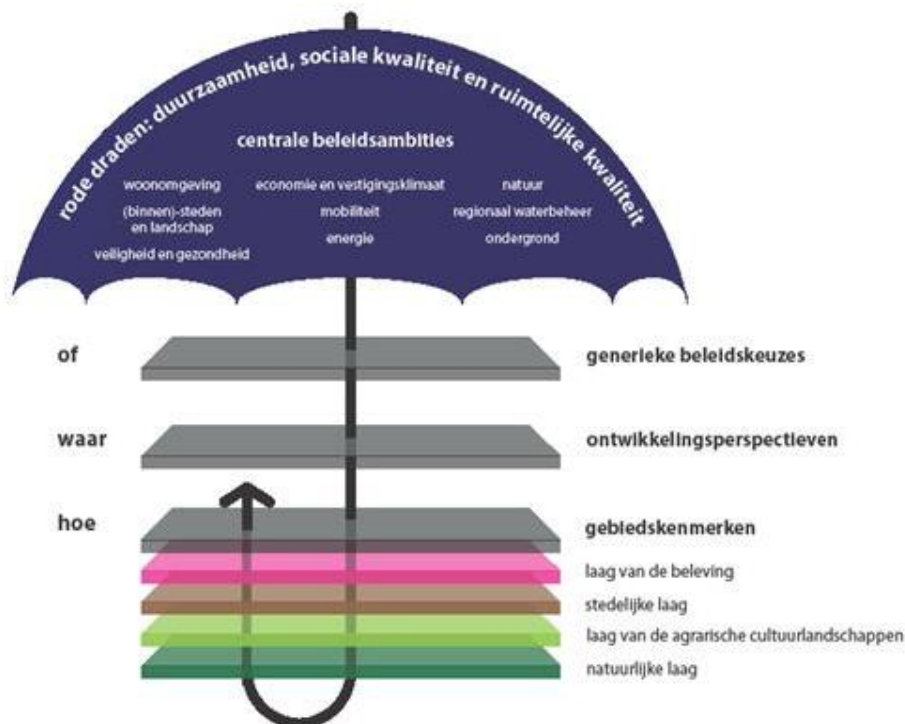 rode draden: duurzaamheid, sociale kwaliteit en ruimtelijke kwaliteit
centrale beleidsambities
woonomgeving
(binnen)-steden
en landschap
veiligheid en gezondheid
economie en vestigingsklimaat
mobiliteit
energie
natuur
regionaal waterbeheer
ondergrond
of
generieke beleidskeuzes
waar
ontwikkelingsperspectieven
hoe
gebiedskenmerken
laag van de beleving
stedelijke laag
laag van de agrarische cultuurlandschappen
natuurlijke laag